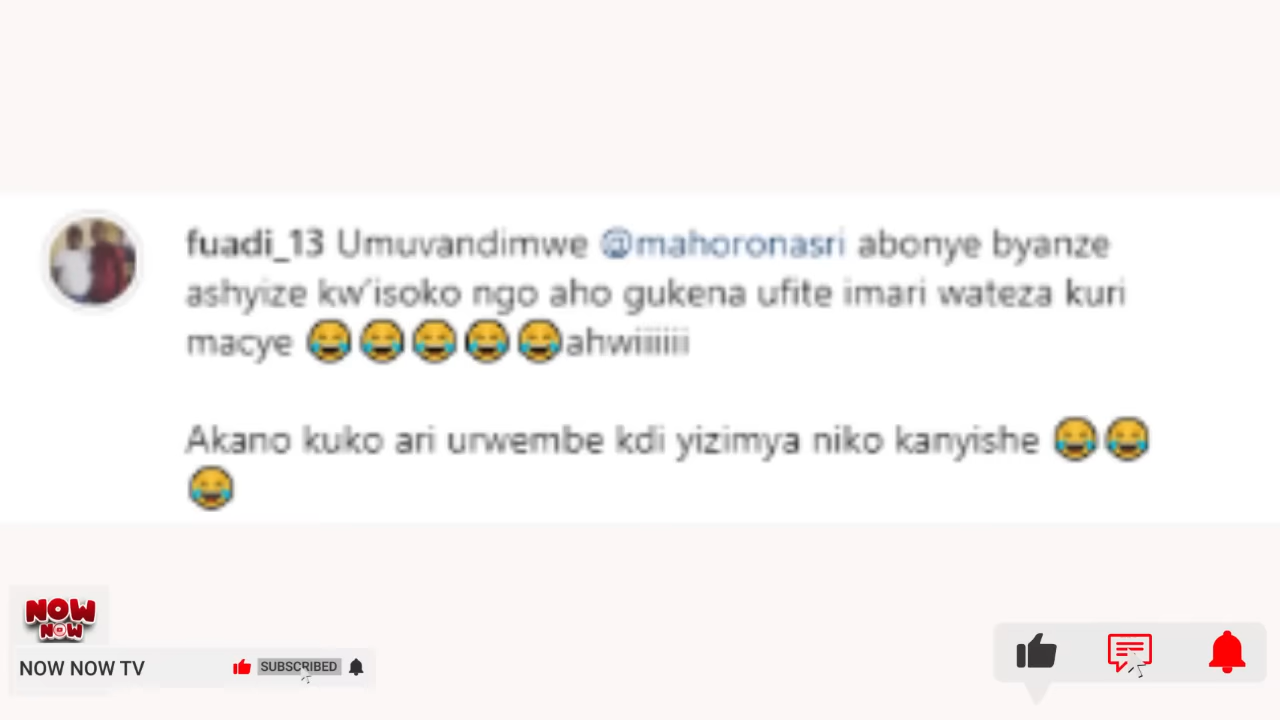 fuadi_13 Umuvandimwe @mahoronasri abonye byanze
ashyize kw'isoko ngo aho gukena ufite imari wateza kuri
macye 😂😂😂😂😂ahwiiiiiii
Akano kuko ari urwembe kdi yizimya niko kanyishe 😂😂
😂
NOW
NOW
NOW NOW TV
SUBSCRIBED